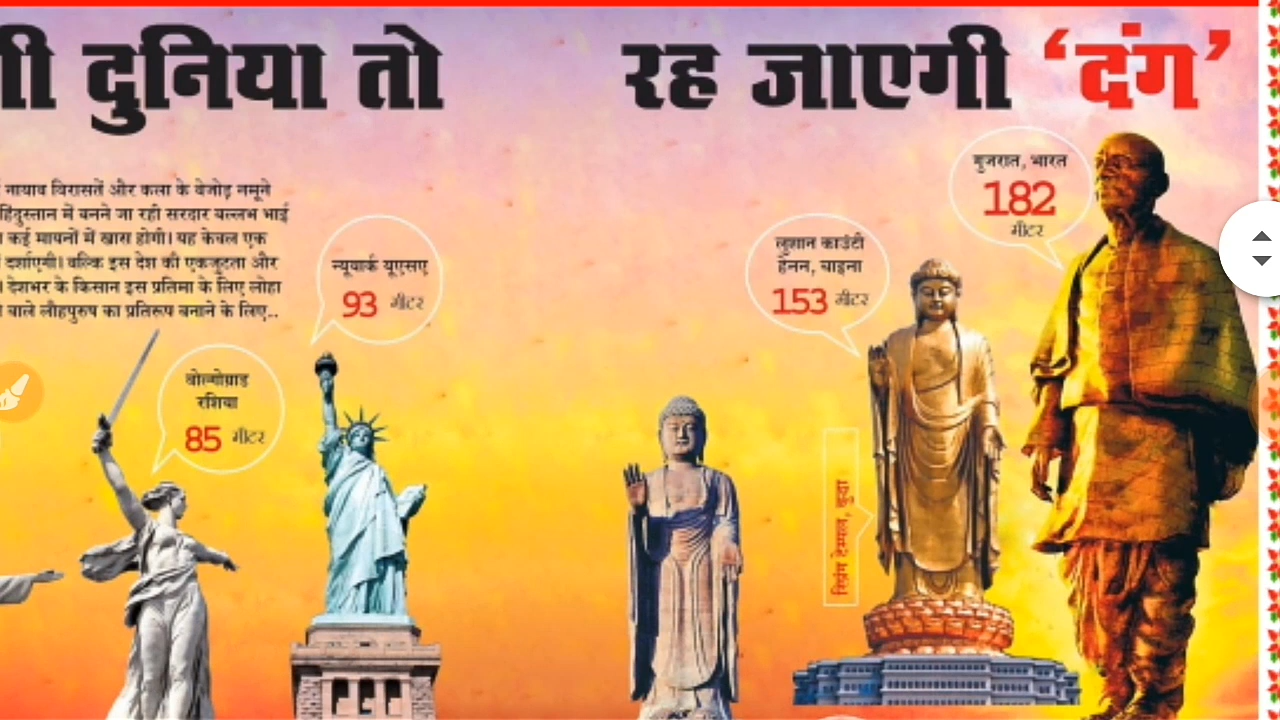 दुनिया तो रह जाएगी ‘दंग’
नायाब विरासतें और कला के बेजोड़ नमूने
हिंदुस्तान में बनने जा रही सरदार वल्लभ भाई
कई मायनों में खास होगी। यह केवल एक
दर्शाएगी। बल्कि इस देश की एकजुटता और
देशभर के किसान इस प्रतिमा के लिए लोहा
वाले लौहपुरुष का प्रतिरूप बनाने के लिए..
गुजरात, भारत
182
मीटर
लुशान काउंटी
हेनन, चाइना
153 मीटर
न्यूयार्क यूएसए
93 मीटर
वोल्गोग्राड
रशिया
85 मीटर
स्प्रिंग टेम्पल, बुद्धा